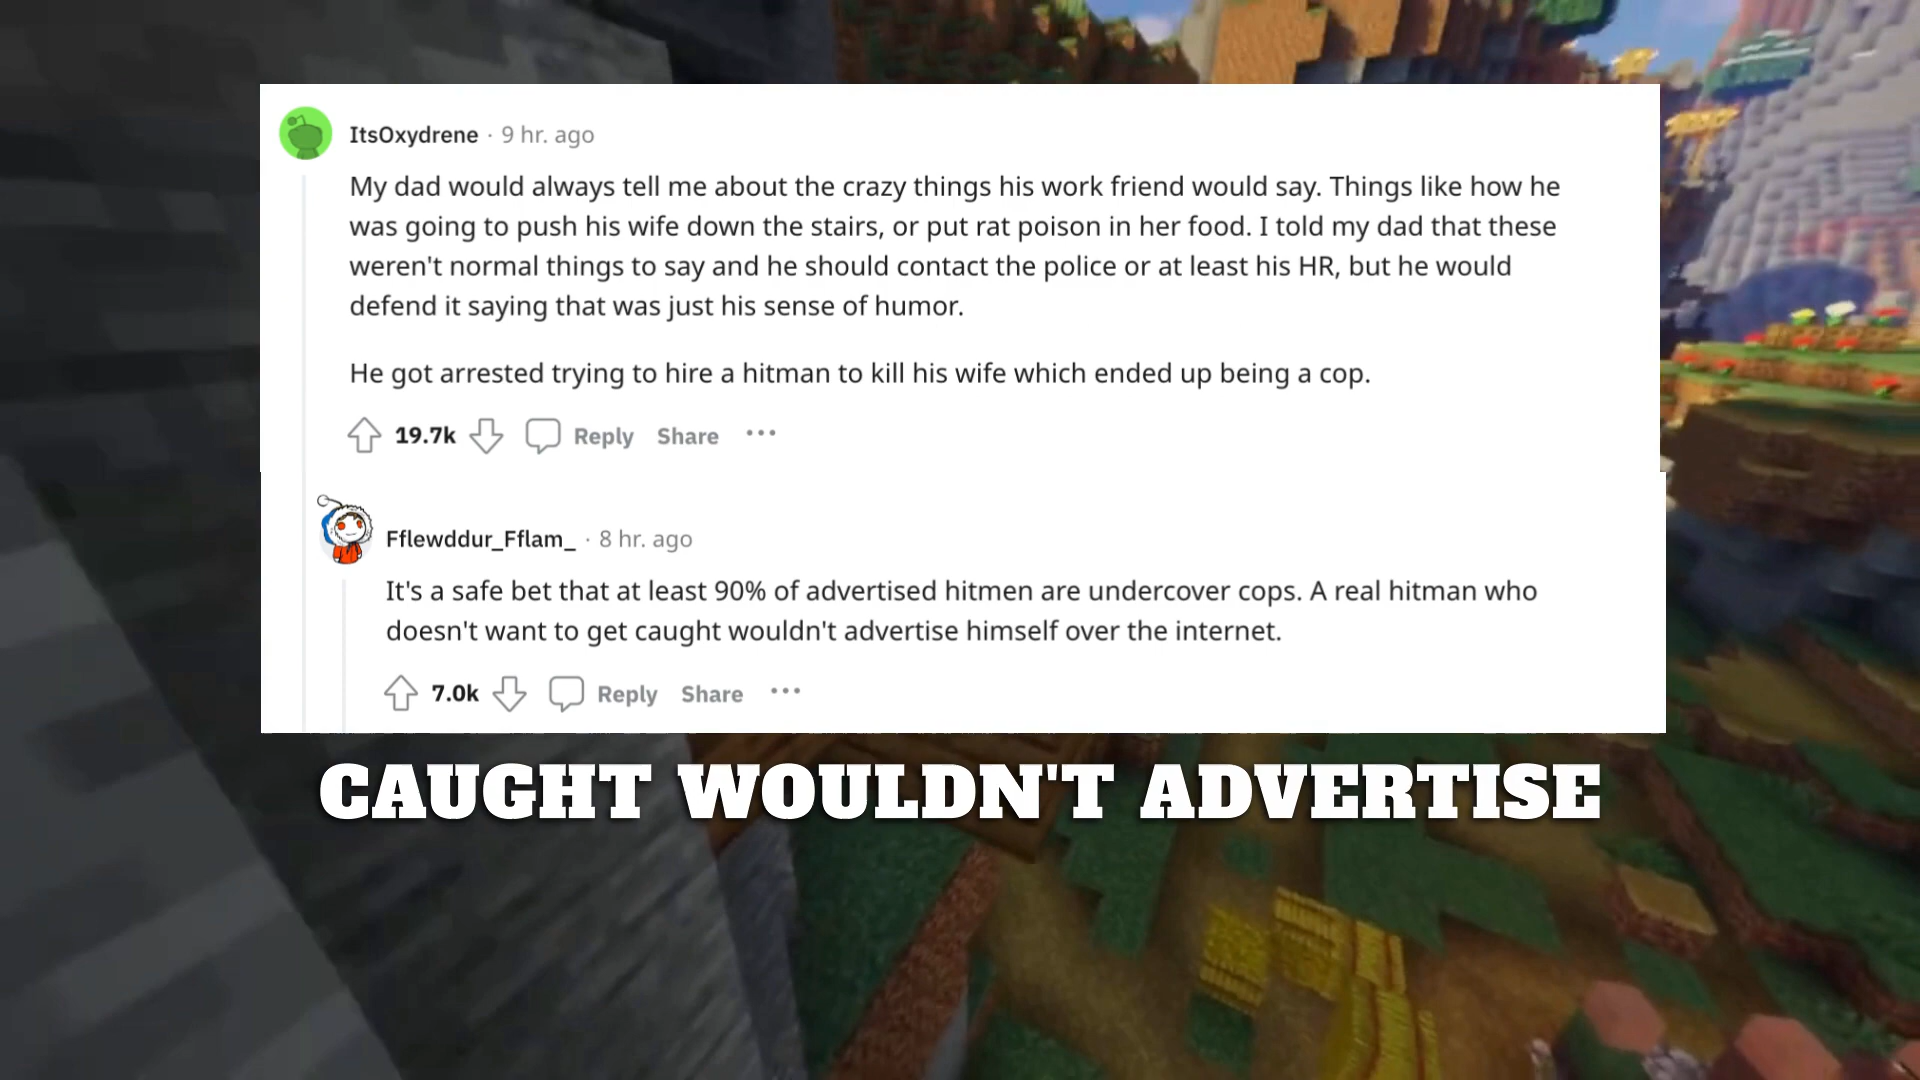 ItsOxydrene · 9 hr. ago
My dad would always tell me about the crazy things his work friend would say. Things like how he
was going to push his wife down the stairs, or put rat poison in her food. I told my dad that these
weren't normal things to say and he should contact the police or at least his HR, but he would
defend it saying that was just his sense of humor.
He got arrested trying to hire a hitman to kill his wife which ended up being a cop.
19.7k Reply Share ···
Fflewddur_Fflam_ · 8 hr. ago
It's a safe bet that at least 90% of advertised hitmen are undercover cops. A real hitman who
doesn't want to get caught wouldn't advertise himself over the internet.
7.0k Reply Share ···
CAUGHT WOULDN'T ADVERTISE